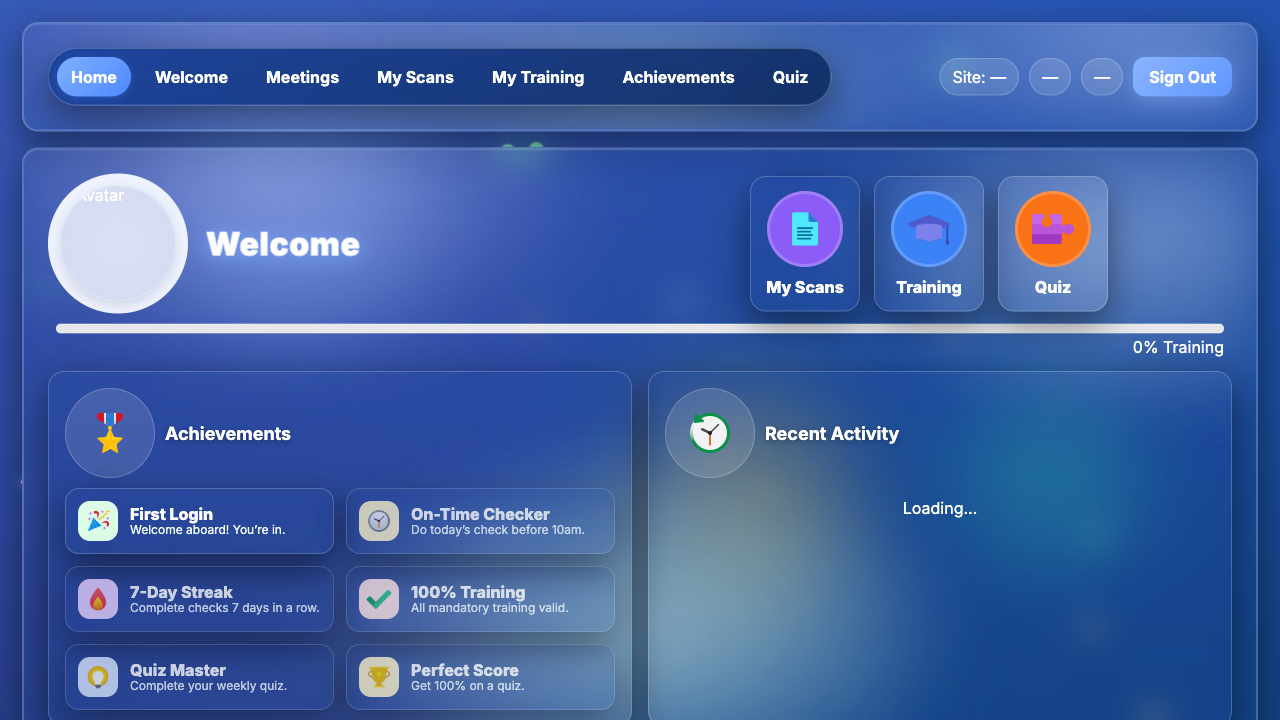 Home
Welcome
Meetings
My Scans
My Training
Achievements
Quiz
Site: —
—
—
Sign Out
Avatar
Welcome
My Scans
Training
Quiz
0% Training
Achievements
First Login
Welcome aboard! You’re in.
On-Time Checker
Do today’s check before 10am.
7-Day Streak
Complete checks 7 days in a row.
100% Training
All mandatory training valid.
Quiz Master
Complete your weekly quiz.
Perfect Score
Get 100% on a quiz.
Recent Activity
Loading…